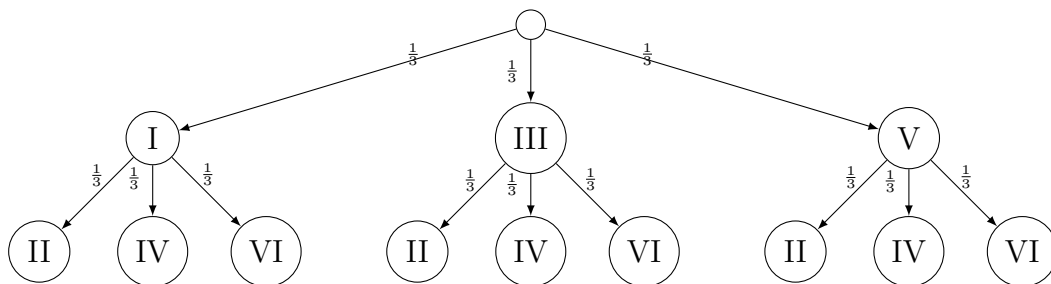 1/3 1/3 1/3
I III V
1/3 1/3 1/3 1/3 1/3 1/3 1/3 1/3 1/3
II IV VI II IV VI II IV VI